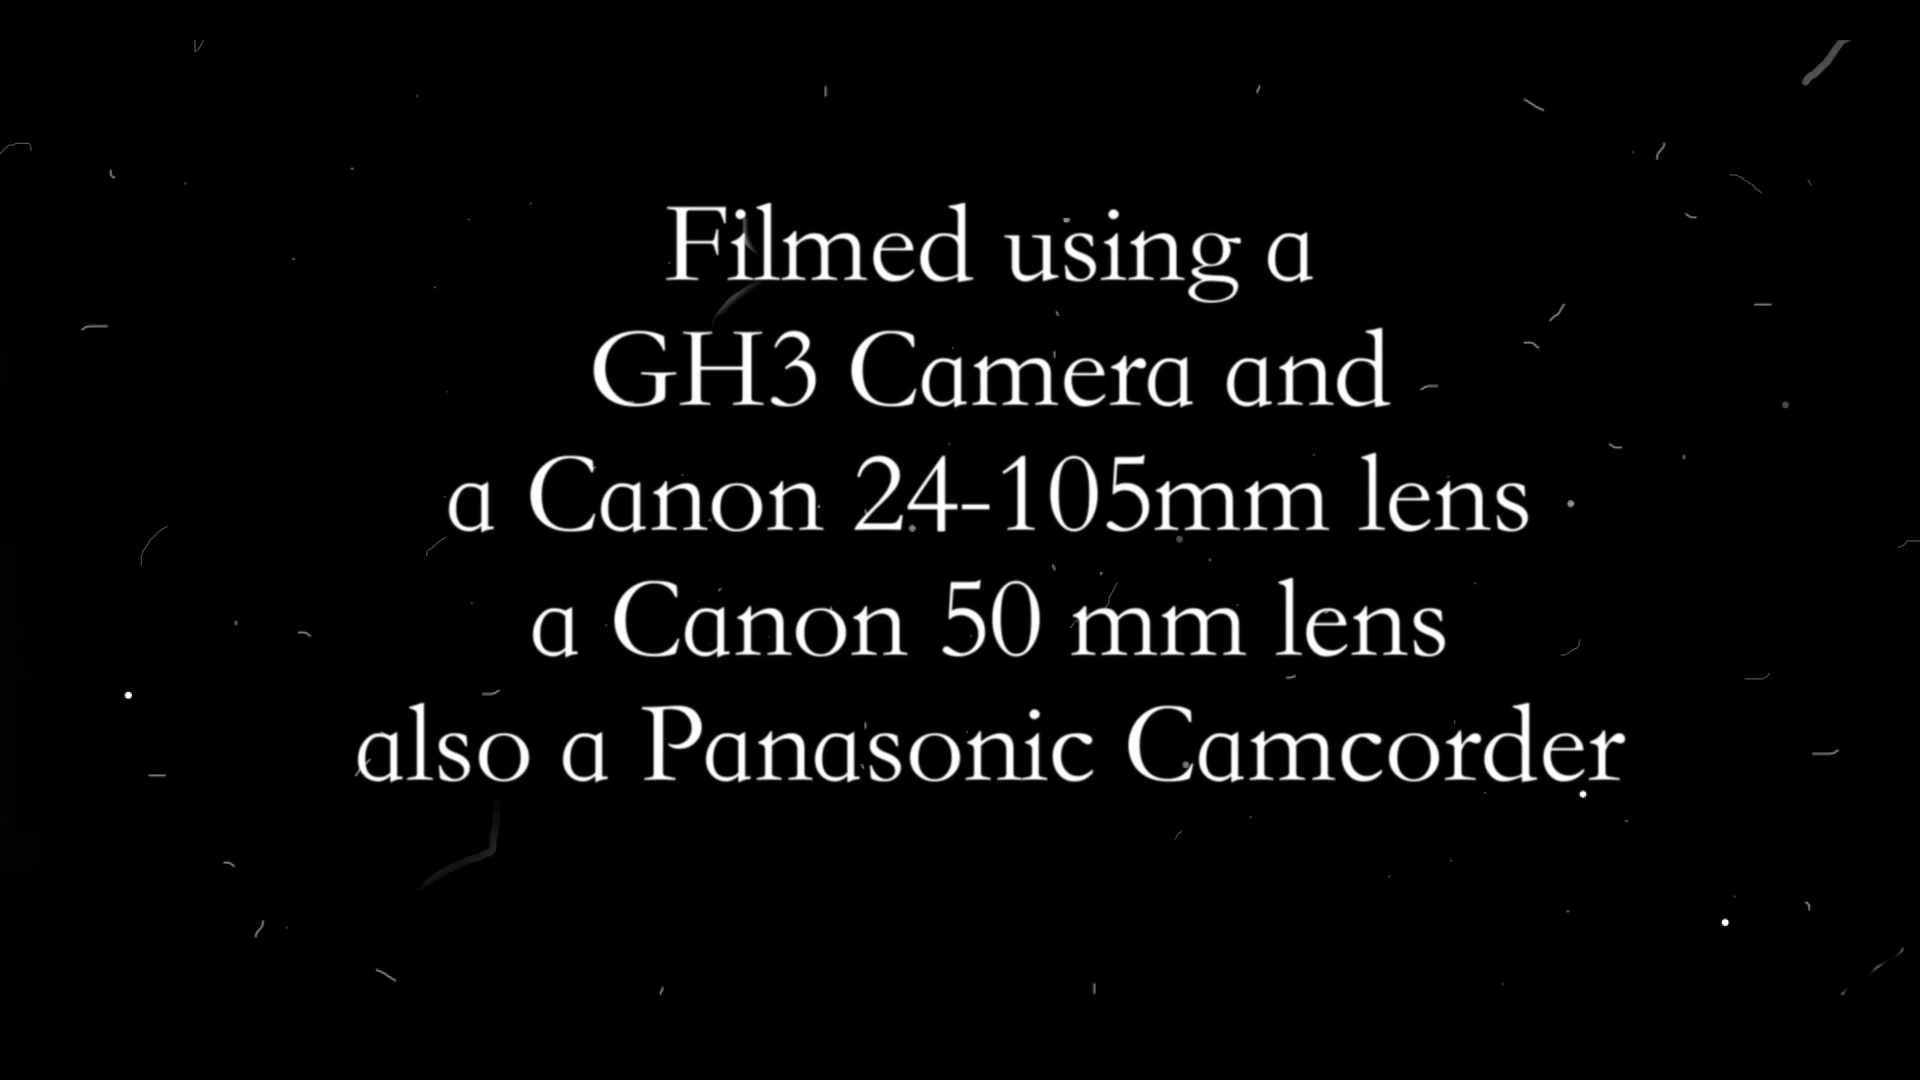 Filmed using a
GH3 Camera and
a Canon 24-105mm lens
a Canon 50 mm lens
also a Panasonic Camcorder